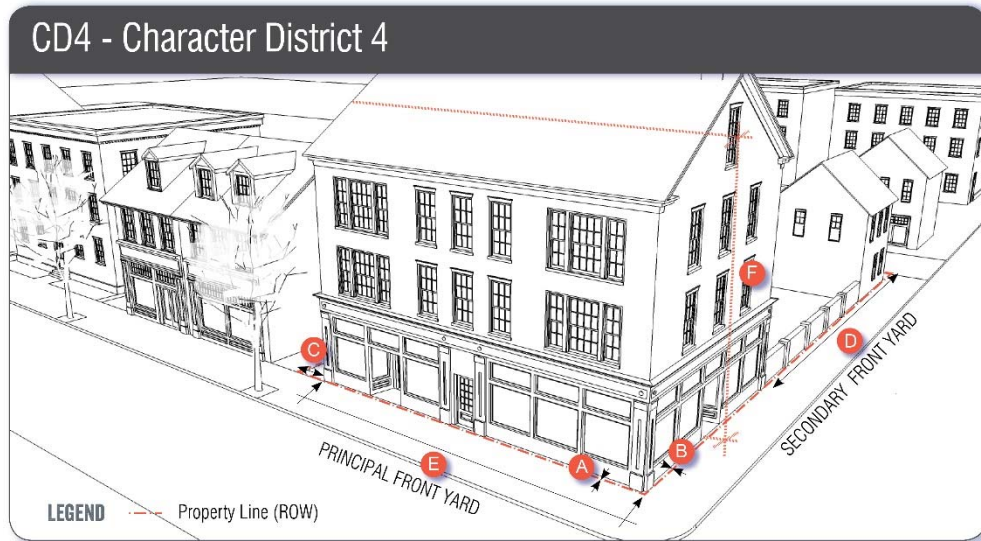 CD4 - Character District 4
F
C
D
SECONDARY FRONT YARD
B
A
E
PRINCIPAL FRONT YARD
LEGEND Property Line (ROW)